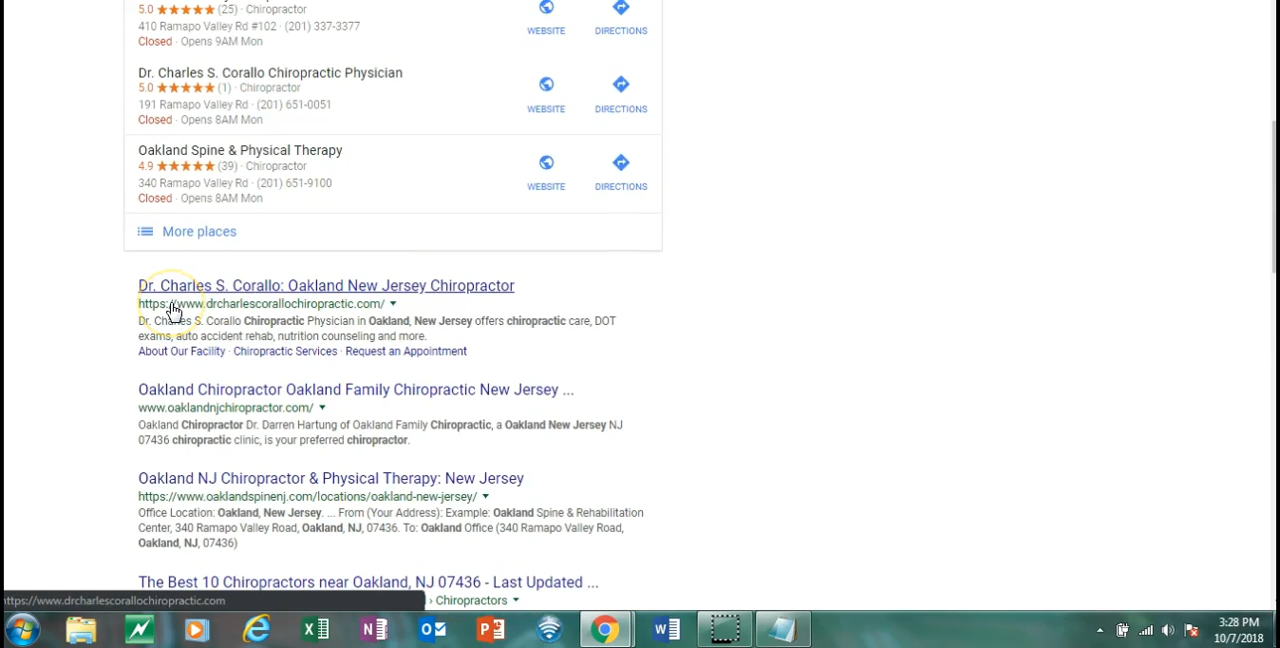 5.0 ★★★★★ (25) · Chiropractor
410 Ramapo Valley Rd #102 · (201) 337-3377
Closed · Opens 9AM Mon
WEBSITE
DIRECTIONS
Dr. Charles S. Corallo Chiropractic Physician
5.0 ★★★★★ (1) · Chiropractor
191 Ramapo Valley Rd · (201) 651-0051
Closed · Opens 8AM Mon
WEBSITE
DIRECTIONS
Oakland Spine & Physical Therapy
4.9 ★★★★★ (39) · Chiropractor
340 Ramapo Valley Rd · (201) 651-9100
Closed · Opens 8AM Mon
WEBSITE
DIRECTIONS
More places
Dr. Charles S. Corallo: Oakland New Jersey Chiropractor
https://www.drcharlescorallochiropractic.com/
Dr. Charles S. Corallo Chiropractic Physician in Oakland, New Jersey offers chiropractic care, DOT
exams, auto accident rehab, nutrition counseling and more.
About Our Facility · Chiropractic Services · Request an Appointment
Oakland Chiropractor Oakland Family Chiropractic New Jersey ...
www.oaklandnjchiropractor.com/
Oakland Chiropractor Dr. Darren Hartung of Oakland Family Chiropractic, a Oakland New Jersey NJ
07436 chiropractic clinic, is your preferred chiropractor.
Oakland NJ Chiropractor & Physical Therapy: New Jersey
https://www.oaklandspinenj.com/locations/oakland-new-jersey/
Office Location: Oakland, New Jersey. ... From (Your Address): Example: Oakland Spine & Rehabilitation
Center, 340 Ramapo Valley Road, Oakland, NJ, 07436. To: Oakland Office (340 Ramapo Valley Road,
Oakland, NJ, 07436)
The Best 10 Chiropractors near Oakland, NJ 07436 - Last Updated ...
https://www.drcharlescorallochiropractic.com
› Chiropractors
3:28 PM
10/7/2018